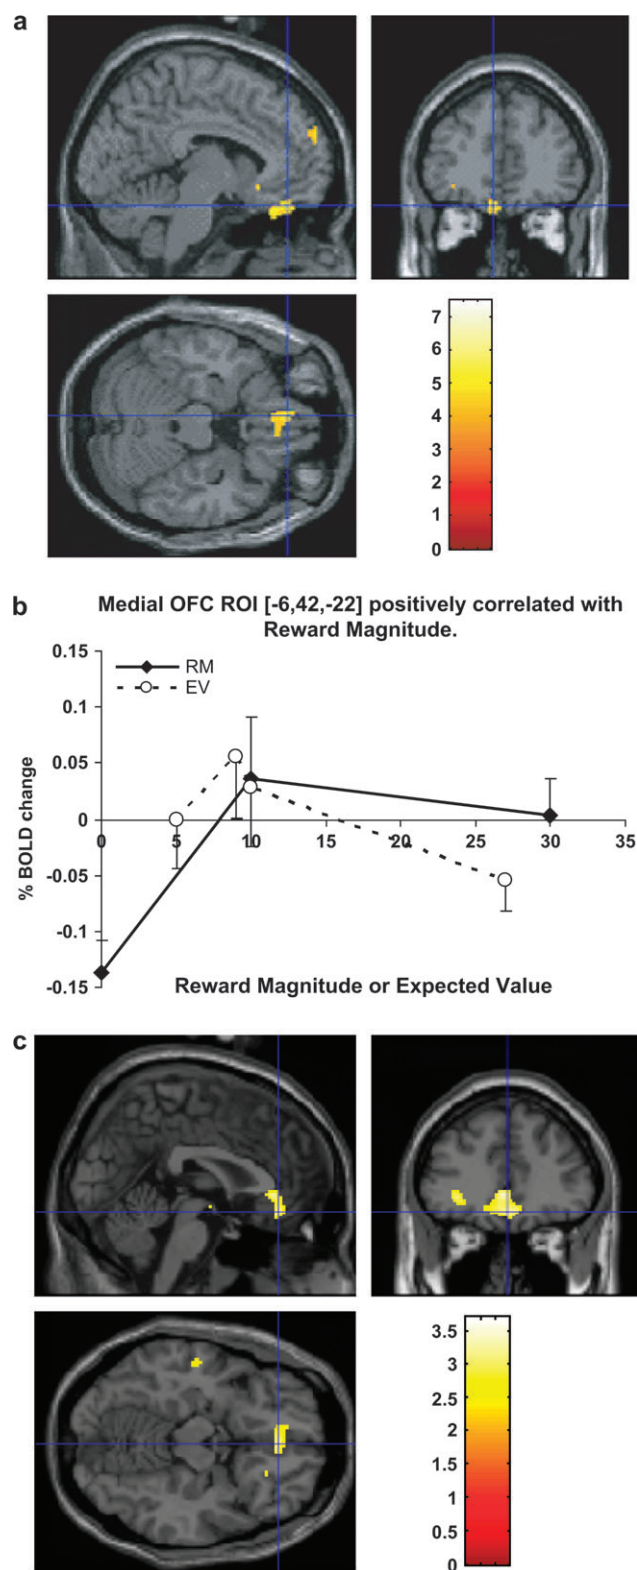 a
7
6
5
4
3
2
1
0
b
Medial OFC ROI [-6,42,-22] positively correlated with
Reward Magnitude.
RM
EV
% BOLD change
0.15
0.1
0.05
0
-0.05
-0.1
-0.15
0 5 10 15 20 25 30 35
Reward Magnitude or Expected Value
c
3.5
3
2.5
2
1.5
1
0.5
0